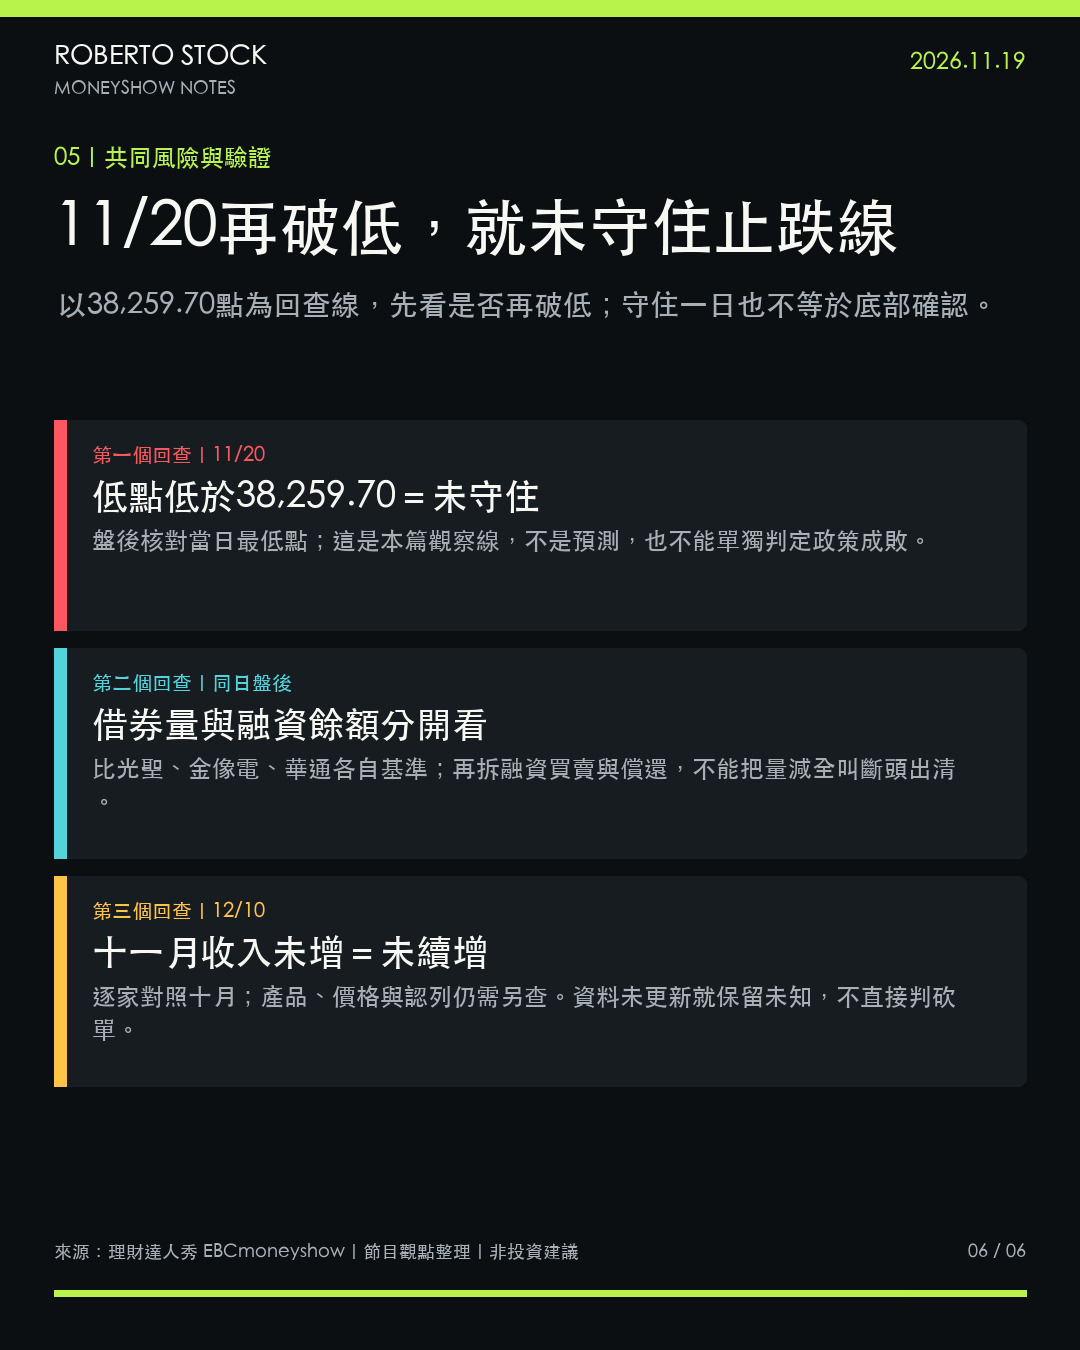 ROBERTO STOCK
MONEYSHOW NOTES
2026.11.19
05｜共同風險與驗證
11/20再破低，就未守住止跌線
以38,259.70點為回查線，先看是否再破低；守住一日也不等於底部確認。
第一個回查｜11/20
低點低於38,259.70＝未守住
盤後核對當日最低點；這是本篇觀察線，不是預測，也不能單獨判定政策成敗。
第二個回查｜同日盤後
借券量與融資餘額分開看
比光聖、金像電、華通各自基準；再拆融資買賣與償還，不能把量減全叫斷頭出清
。
第三個回查｜12/10
十一月收入未增＝未續增
逐家對照十月；產品、價格與認列仍需另查。資料未更新就保留未知，不直接判砍
單。
來源：理財達人秀 EBCmoneyshow｜節目觀點整理｜非投資建議
06 / 06